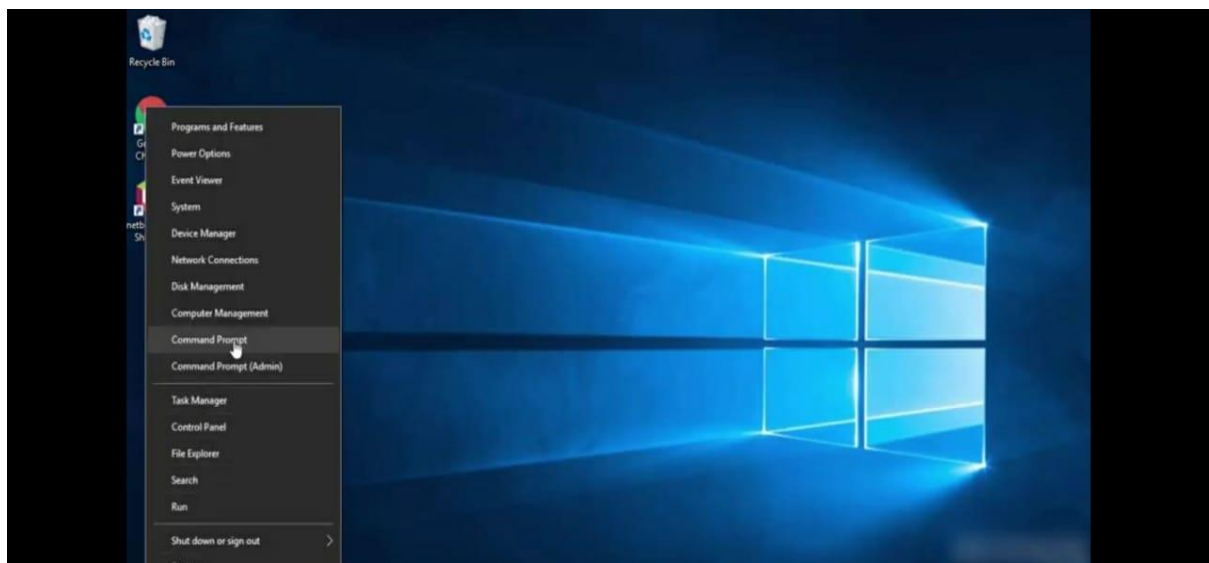 Recycle Bin
Programs and Features
Power Options
Event Viewer
System
Device Manager
Network Connections
Disk Management
Computer Management
Command Prompt
Command Prompt (Admin)
Task Manager
Control Panel
File Explorer
Search
Run
Shut down or sign out